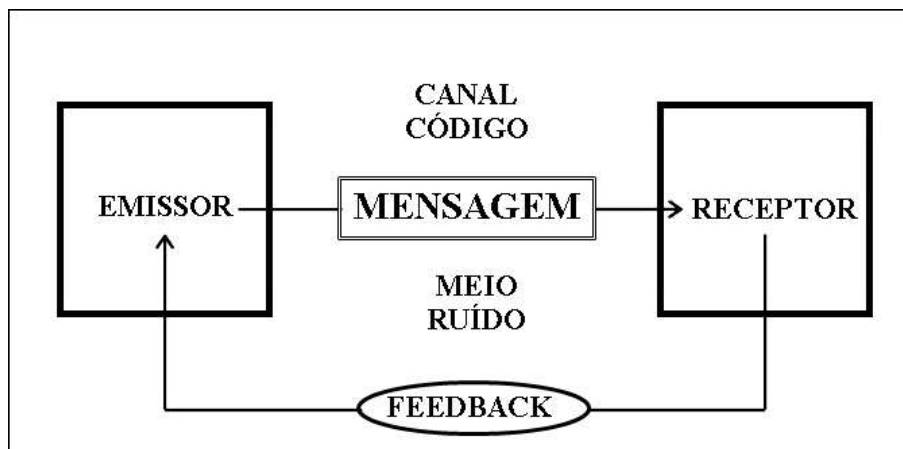 CANAL
CÓDIGO
EMISSOR
MENSAGEM
RECEPTOR
MEIO
RUÍDO
FEEDBACK